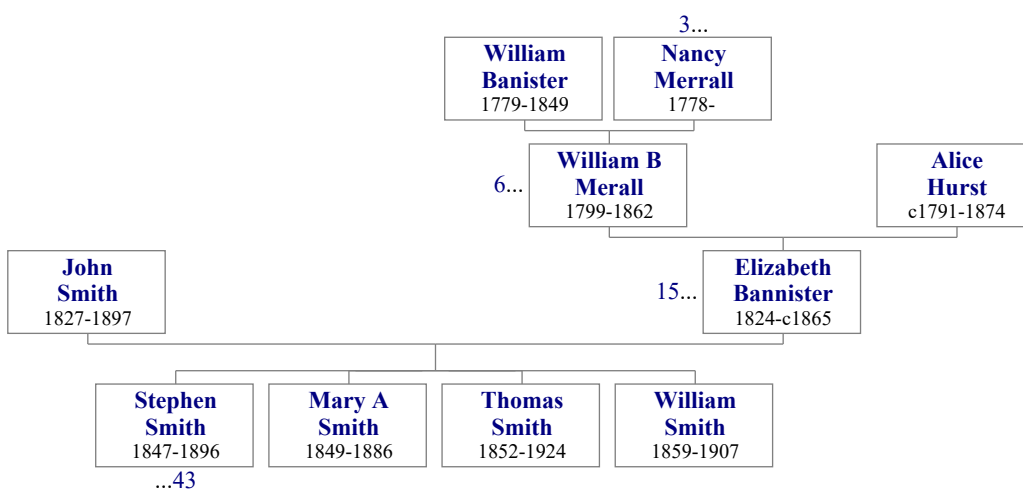 3...
William
Banister
1779-1849
Nancy
Merrall
1778-
6...
William B
Merall
1799-1862
Alice
Hurst
c1791-1874
John
Smith
1827-1897
15...
Elizabeth
Bannister
1824-c1865
Stephen
Smith
1847-1896
Mary A
Smith
1849-1886
Thomas
Smith
1852-1924
William
Smith
1859-1907
...43